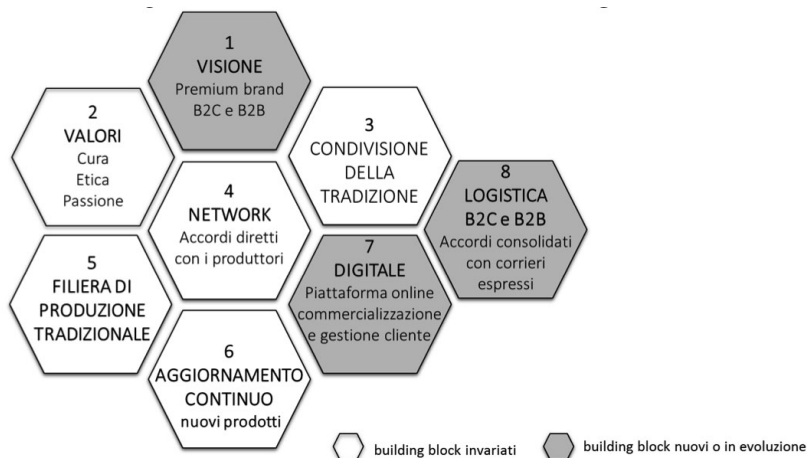 1
VISIONE
Premium brand
B2C e B2B
2
VALORI
Cura
Etica
Passione
3
CONDIVISIONE
DELLA
TRADIZIONE
4
NETWORK
Accordi diretti
con i produttori
5
FILIERA DI
PRODUZIONE
TRADIZIONALE
6
AGGIORNAMENTO
CONTINUO
nuovi prodotti
7
DIGITALE
Piattaforma online
commercializzazione
e gestione cliente
8
LOGISTICA
B2C e B2B
Accordi consolidati
con corrieri
espressi
building block invariati
building block nuovi o in evoluzione